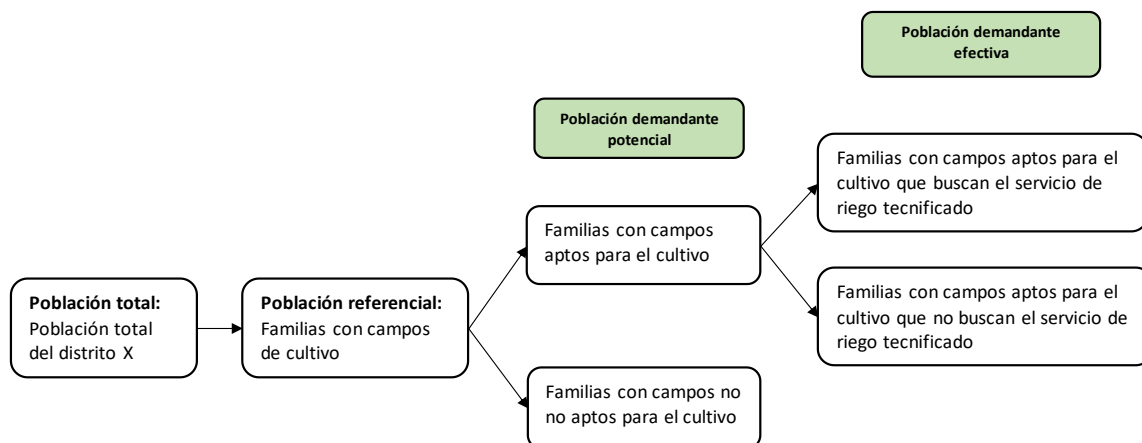 Población demandante
efectiva
Población demandante
potencial
Familias con campos aptos para el
cultivo que buscan el servicio de
riego tecnificado
Familias con campos
aptos para el cultivo
Población total:
Población total
del distrito X
Población referencial:
Familias con campos
de cultivo
Familias con campos aptos para el
cultivo que no buscan el servicio de
riego tecnificado
Familias con campos no
no aptos para el cultivo